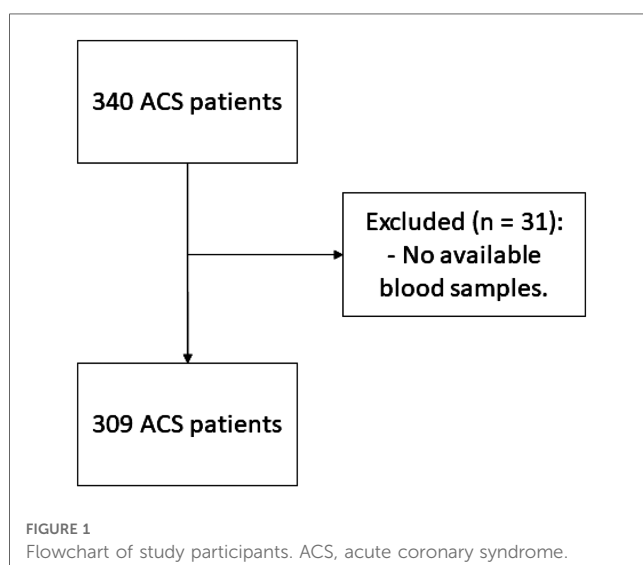 340 ACS patients
Excluded (n = 31):
- No available
blood samples.
309 ACS patients
FIGURE 1
Flowchart of study participants. ACS, acute coronary syndrome.